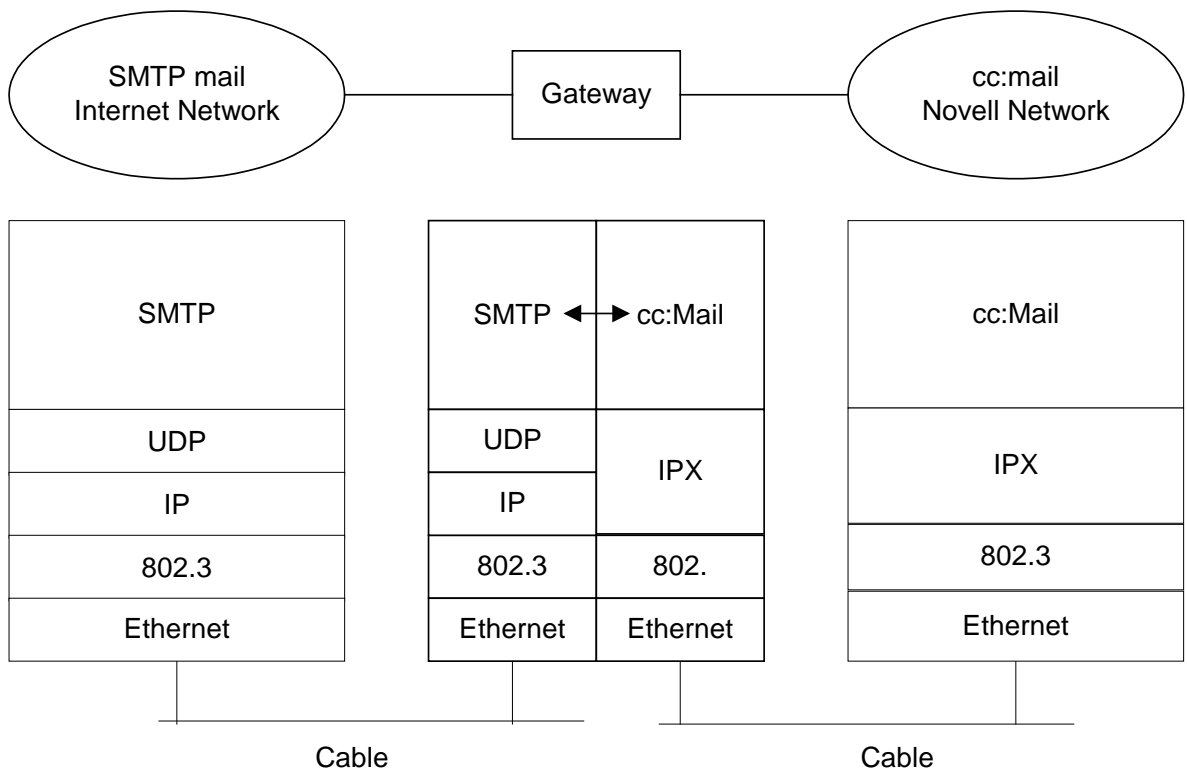 SMTP mail
Internet Network
Gateway
cc:mail
Novell Network
SMTP
SMTP
cc:Mail
cc:Mail
UDP
UDP
IPX
IPX
IP
IP
802.3
802.3
802.
802.3
Ethernet
Ethernet
Ethernet
Ethernet
Cable
Cable